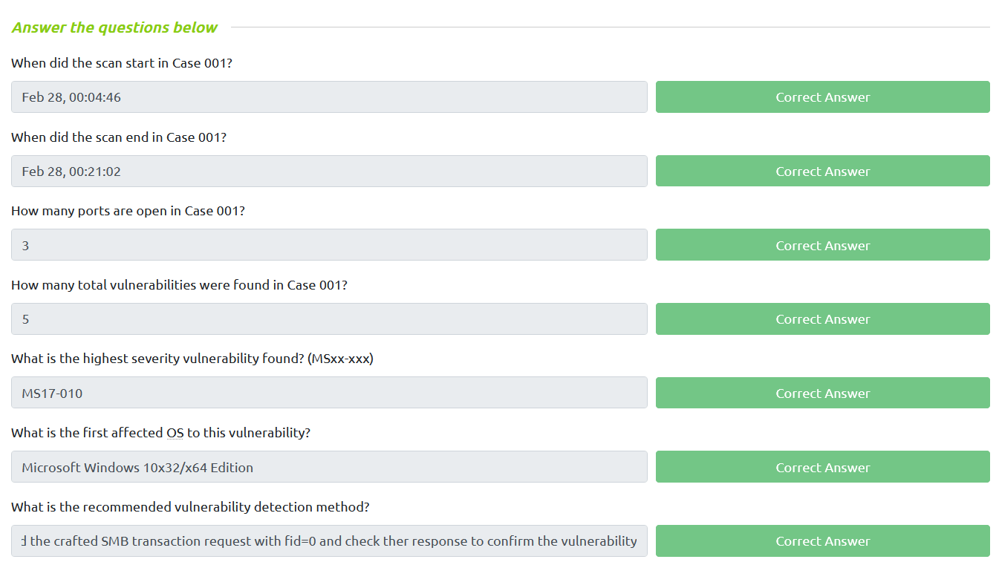 Answer the questions below
When did the scan start in Case 001?
Feb 28, 00:04:46
Correct Answer
When did the scan end in Case 001?
Feb 28, 00:21:02
Correct Answer
How many ports are open in Case 001?
3
Correct Answer
How many total vulnerabilities were found in Case 001?
5
Correct Answer
What is the highest severity vulnerability found? (MSxx-xxx)
MS17-010
Correct Answer
What is the first affected OS to this vulnerability?
Microsoft Windows 10x32/x64 Edition
Correct Answer
What is the recommended vulnerability detection method?
the crafted SMB transaction request with fid=0 and check ther response to confirm the vulnerability
Correct Answer